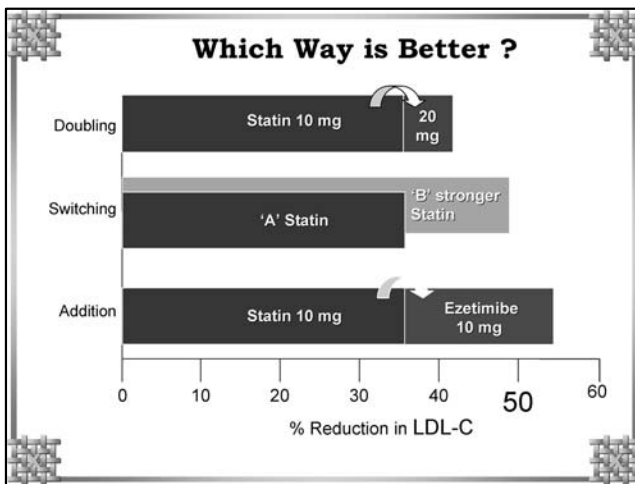 Which Way is Better ?
Doubling
Statin 10 mg
20
mg
Switching
'A' Statin
'B' stronger
Statin
Addition
Statin 10 mg
Ezetimibe
10 mg
0 10 20 30 40 50 60
% Reduction in LDL-C